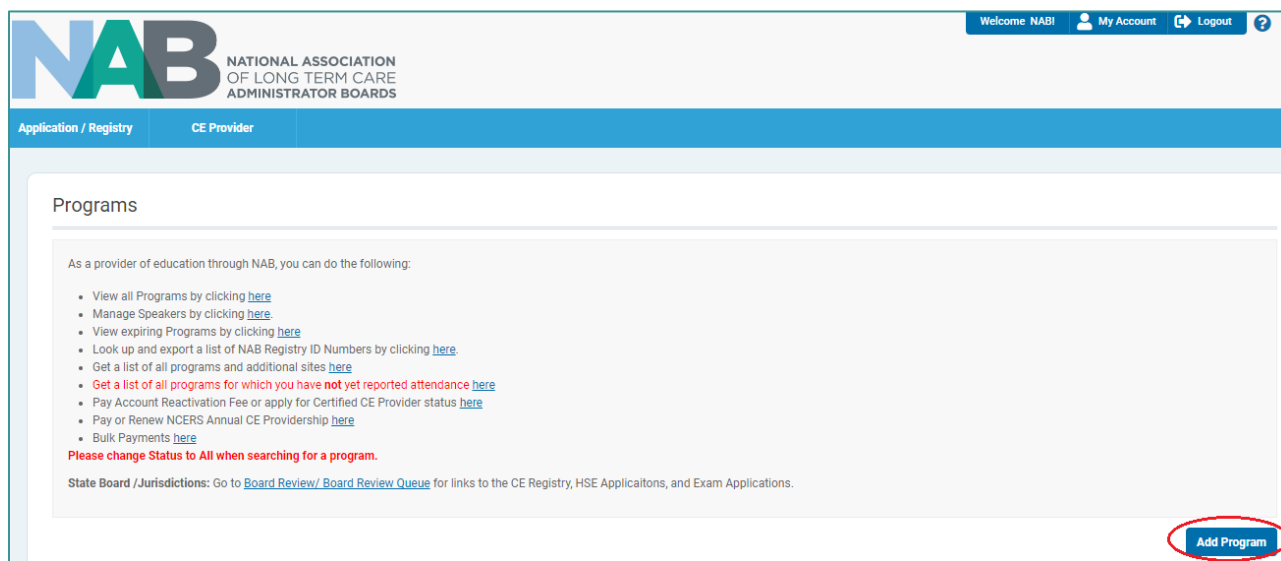 Welcome NAB!
My Account
Logout
?
NAB
NATIONAL ASSOCIATION
OF LONG TERM CARE
ADMINISTRATOR BOARDS
Application / Registry
CE Provider
Programs
As a provider of education through NAB, you can do the following:
• View all Programs by clicking here
• Manage Speakers by clicking here.
• View expiring Programs by clicking here
• Look up and export a list of NAB Registry ID Numbers by clicking here.
• Get a list of all programs and additional sites here
• Get a list of all programs for which you have not yet reported attendance here
• Pay Account Reactivation Fee or apply for Certified CE Provider status here
• Pay or Renew NCERS Annual CE Providership here
• Bulk Payments here
Please change Status to All when searching for a program.
State Board /Jurisdictions: Go to Board Review/ Board Review Queue for links to the CE Registry, HSE Applicaitons, and Exam Applications.
Add Program